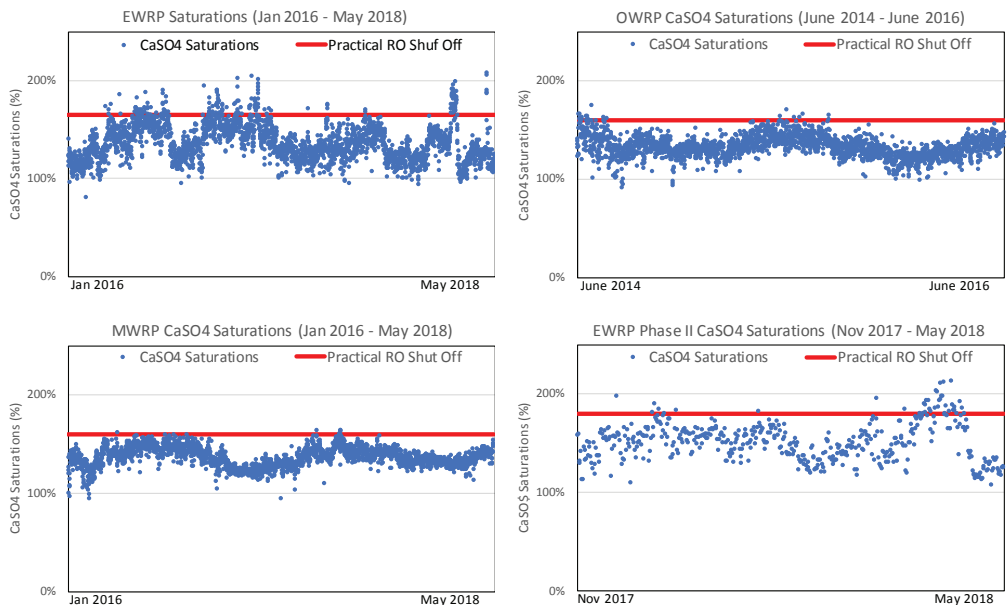 EWRP Saturations (Jan 2016 - May 2018)
CaSO4 Saturations Practical RO Shuf Off
200%
100%
0%
CaSO4 Saturations (%)
Jan 2016 May 2018
OWRP CaSO4 Saturations (June 2014 - June 2016)
CaSO4 Saturations Practical RO Shut Off
200%
100%
0%
CaSO4 Saturations (%)
June 2014 June 2016
MWRP CaSO4 Saturations (Jan 2016 - May 2018)
CaSO4 Saturations Practical RO Shut Off
200%
100%
0%
CaSO4 Saturations (%)
Jan 2016 May 2018
EWRP Phase II CaSO4 Saturations (Nov 2017 - May 2018
CaSO4 Saturations Practical RO Shut Off
200%
100%
0%
CaSO$ Saturations (%)
Nov 2017 May 2018